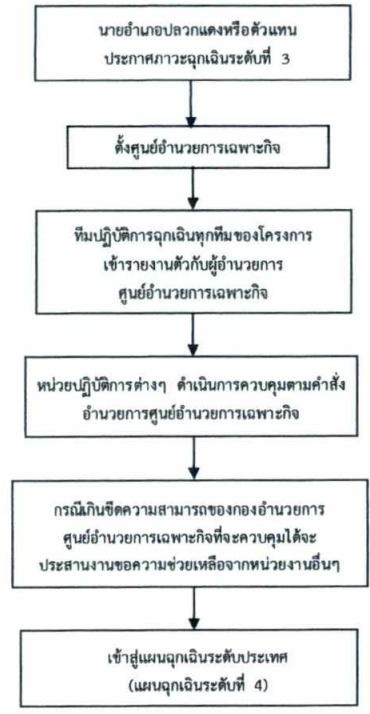 นายอำเภอปลวกแดงหรือตัวแทน
ประกาศภาวะฉุกเฉินระดับที่ 3
ตั้งศูนย์อำนวยการเฉพาะกิจ
ทีมปฏิบัติการฉุกเฉินทุกทีมของโครงการ
เข้ารายงานตัวกับผู้อำนวยการ
ศูนย์อำนวยการเฉพาะกิจ
หน่วยปฏิบัติการต่างๆ ดำเนินการควบคุมตามคำสั่ง
อำนวยการศูนย์อำนวยการเฉพาะกิจ
กรณีเกินขีดความสามารถของกองอำนวยการ
ศูนย์อำนวยการเฉพาะกิจที่จะควบคุมได้จะ
ประสานงานขอความช่วยเหลือจากหน่วยงานอื่นๆ
เข้าสู่แผนฉุกเฉินระดับประเทศ
(แผนฉุกเฉินระดับที่ 4)